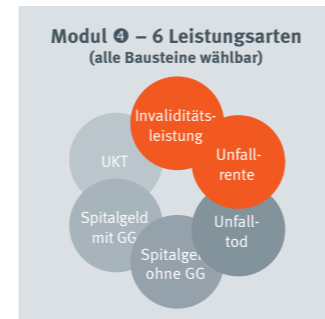 Modul ❹ – 6 Leistungsarten
(alle Bausteine wählbar)
Invaliditäts-
leistung
Unfall-
rente
UKT
Unfall-
tod
Spitalgeld
mit GG
ohne GG